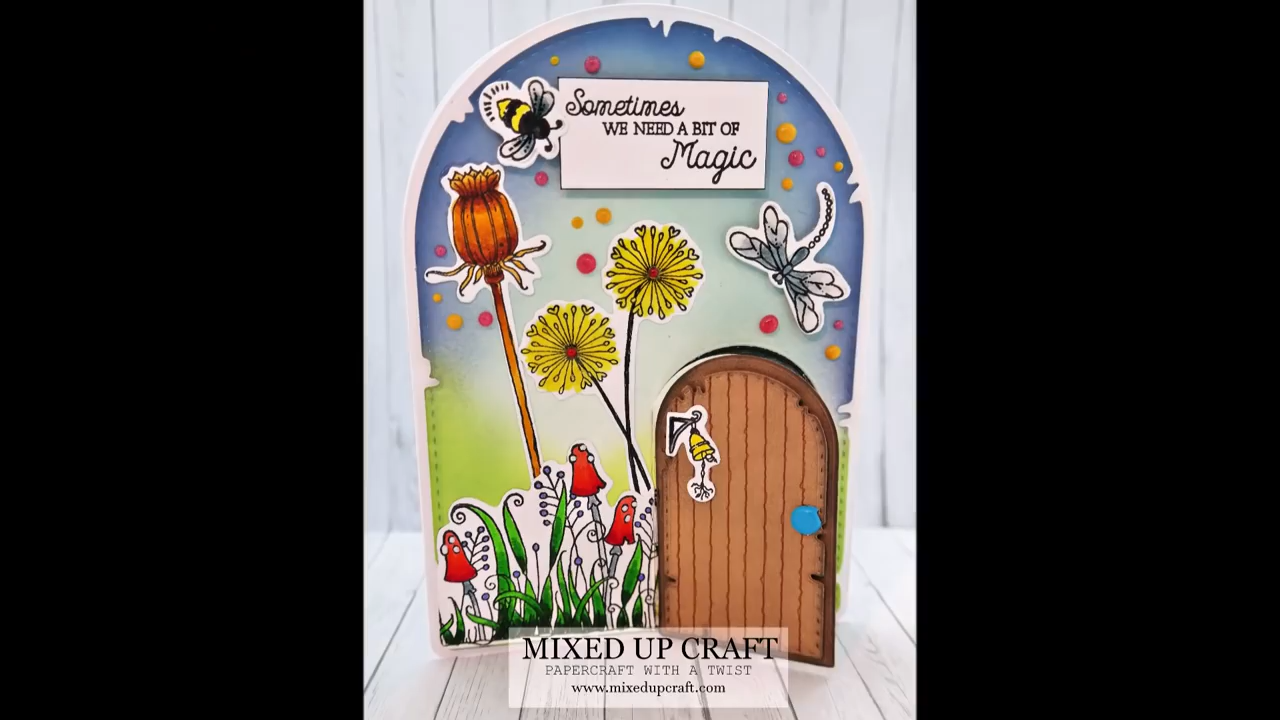 Sometimes
WE NEED A BIT OF
Magic
MIXED UP CRAFT
PAPERCRAFT WITH A TWIST
www.mixedupcraft.com